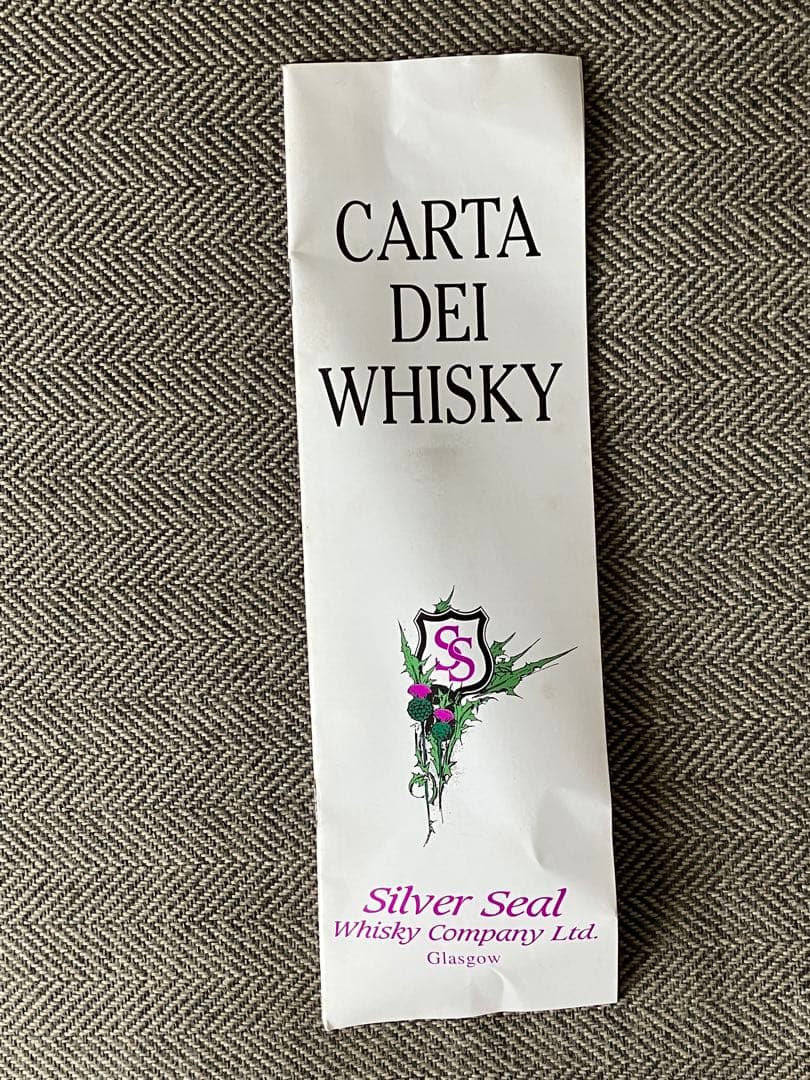 CARTA
DEI
WHISKY
SS
Silver Seal
Whisky Company Ltd.
Glasgow